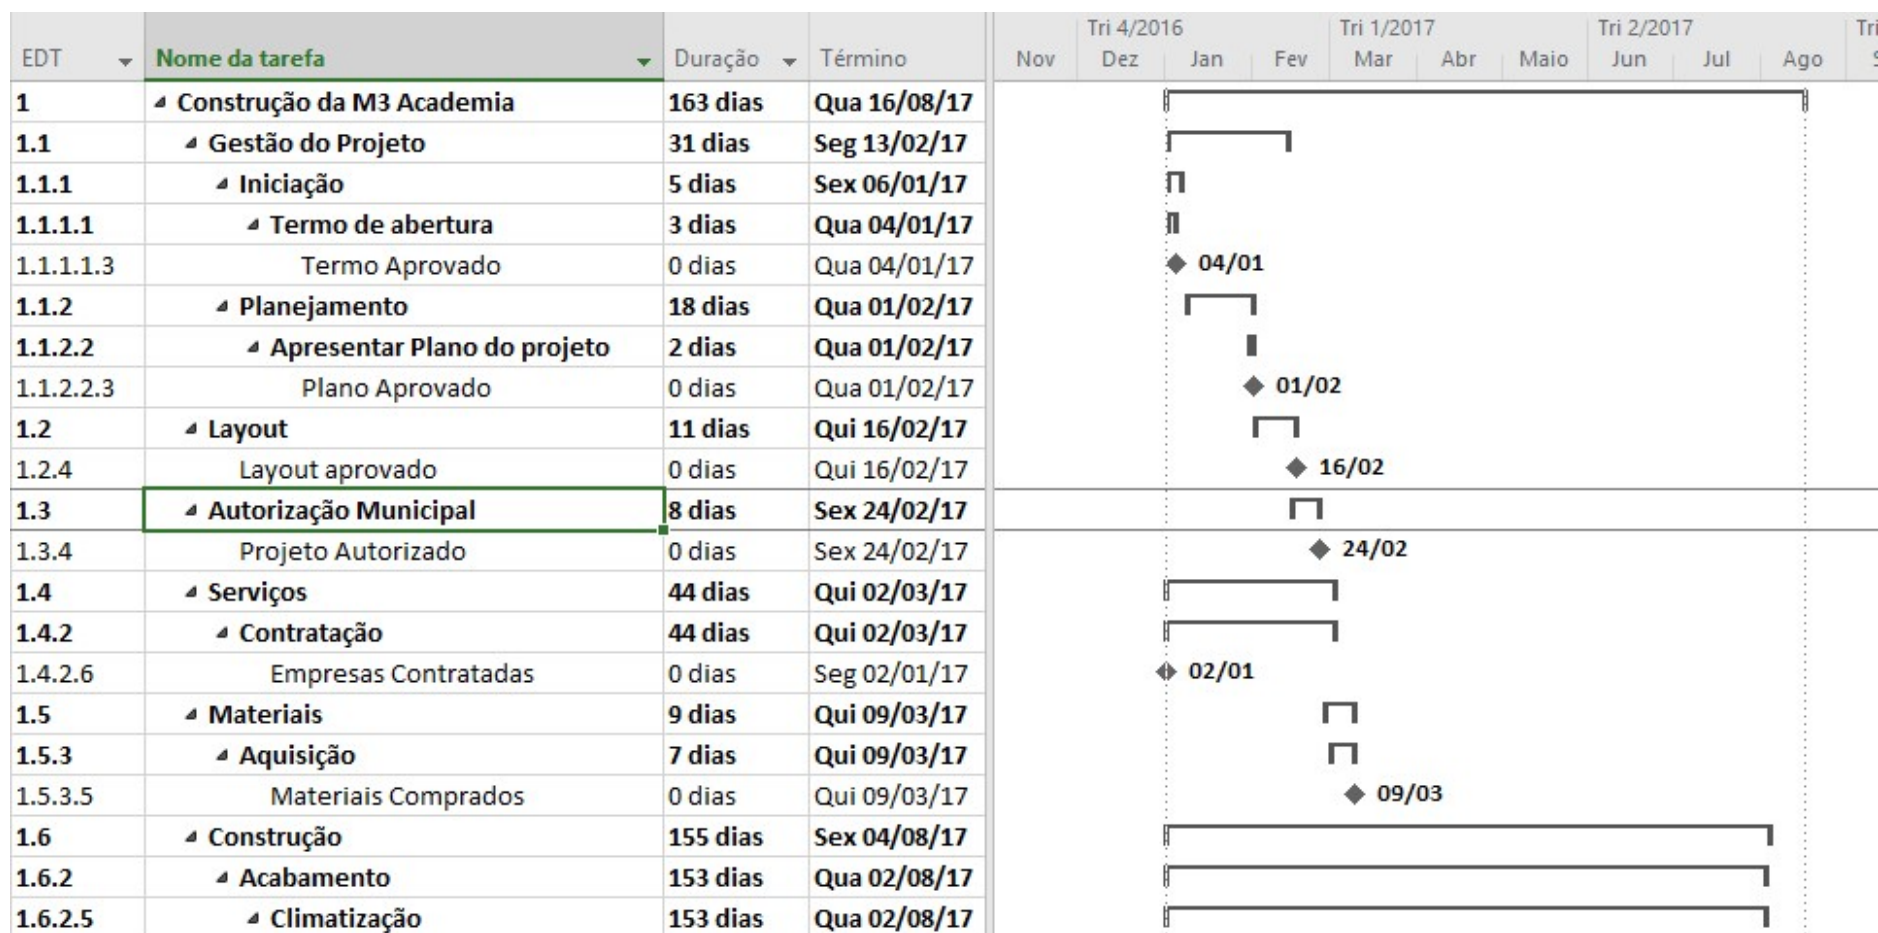 Tri 4/2016 Tri 1/2017 Tri 2/2017 Tri
EDT Nome da tarefa Duração Término Nov Dez Jan Fev Mar Abr Maio Jun Jul Ago
1 Construção da M3 Academia 163 dias Qua 16/08/17
1.1 Gestão do Projeto 31 dias Seg 13/02/17
1.1.1 Iniciação 5 dias Sex 06/01/17
1.1.1.1 Termo de abertura 3 dias Qua 04/01/17
1.1.1.1.3 Termo Aprovado 0 dias Qua 04/01/17 04/01
1.1.2 Planejamento 18 dias Qua 01/02/17
1.1.2.2 Apresentar Plano do projeto 2 dias Qua 01/02/17
1.1.2.2.3 Plano Aprovado 0 dias Qua 01/02/17 01/02
1.2 Layout 11 dias Qui 16/02/17
1.2.4 Layout aprovado 0 dias Qui 16/02/17 16/02
1.3 Autorização Municipal 8 dias Sex 24/02/17
1.3.4 Projeto Autorizado 0 dias Sex 24/02/17 24/02
1.4 Serviços 44 dias Qui 02/03/17
1.4.2 Contratação 44 dias Qui 02/03/17
1.4.2.6 Empresas Contratadas 0 dias Seg 02/01/17 02/01
1.5 Materiais 9 dias Qui 09/03/17
1.5.3 Aquisição 7 dias Qui 09/03/17
1.5.3.5 Materiais Comprados 0 dias Qui 09/03/17 09/03
1.6 Construção 155 dias Sex 04/08/17
1.6.2 Acabamento 153 dias Qua 02/08/17
1.6.2.5 Climatização 153 dias Qua 02/08/17